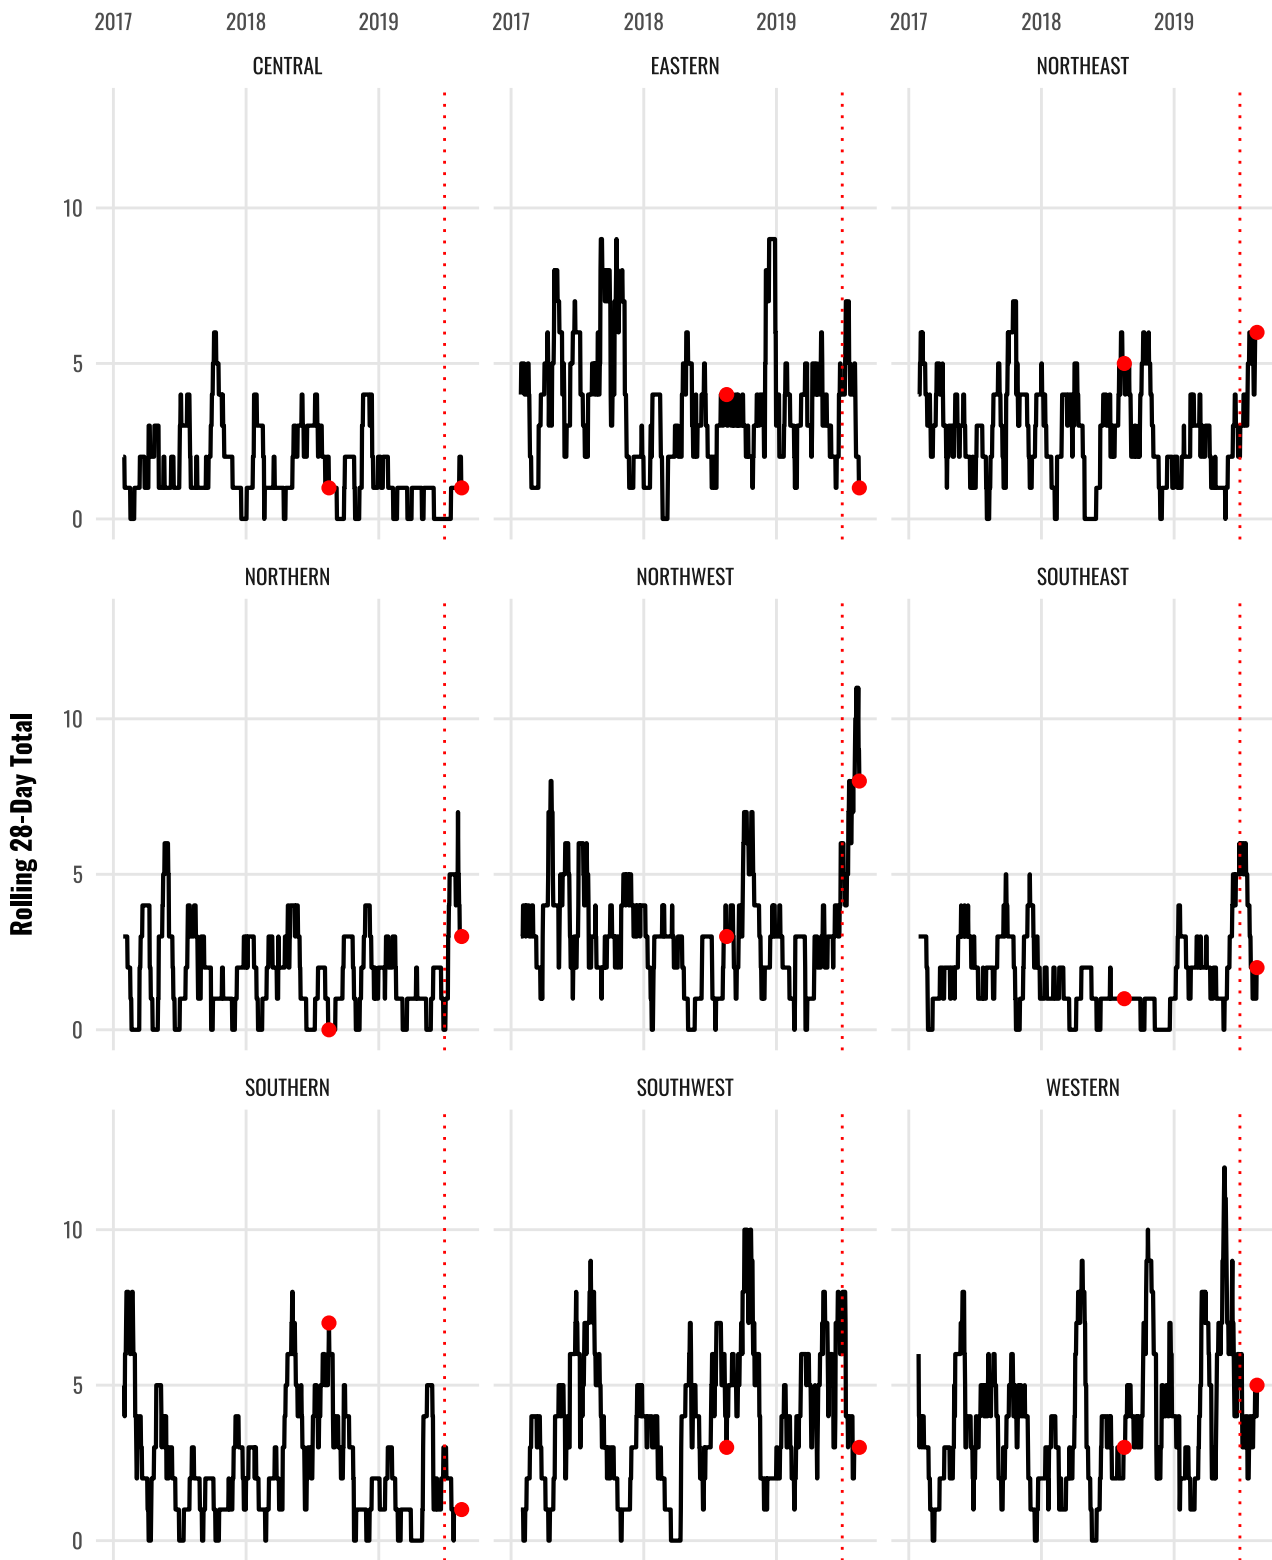 2017 2018 2019 2017 2018 2019 2017 2018 2019
CENTRAL EASTERN NORTHEAST
10
5
0
NORTHERN NORTHWEST SOUTHEAST
10
Rolling 28-Day Total
5
0
SOUTHERN SOUTHWEST WESTERN
10
5
0